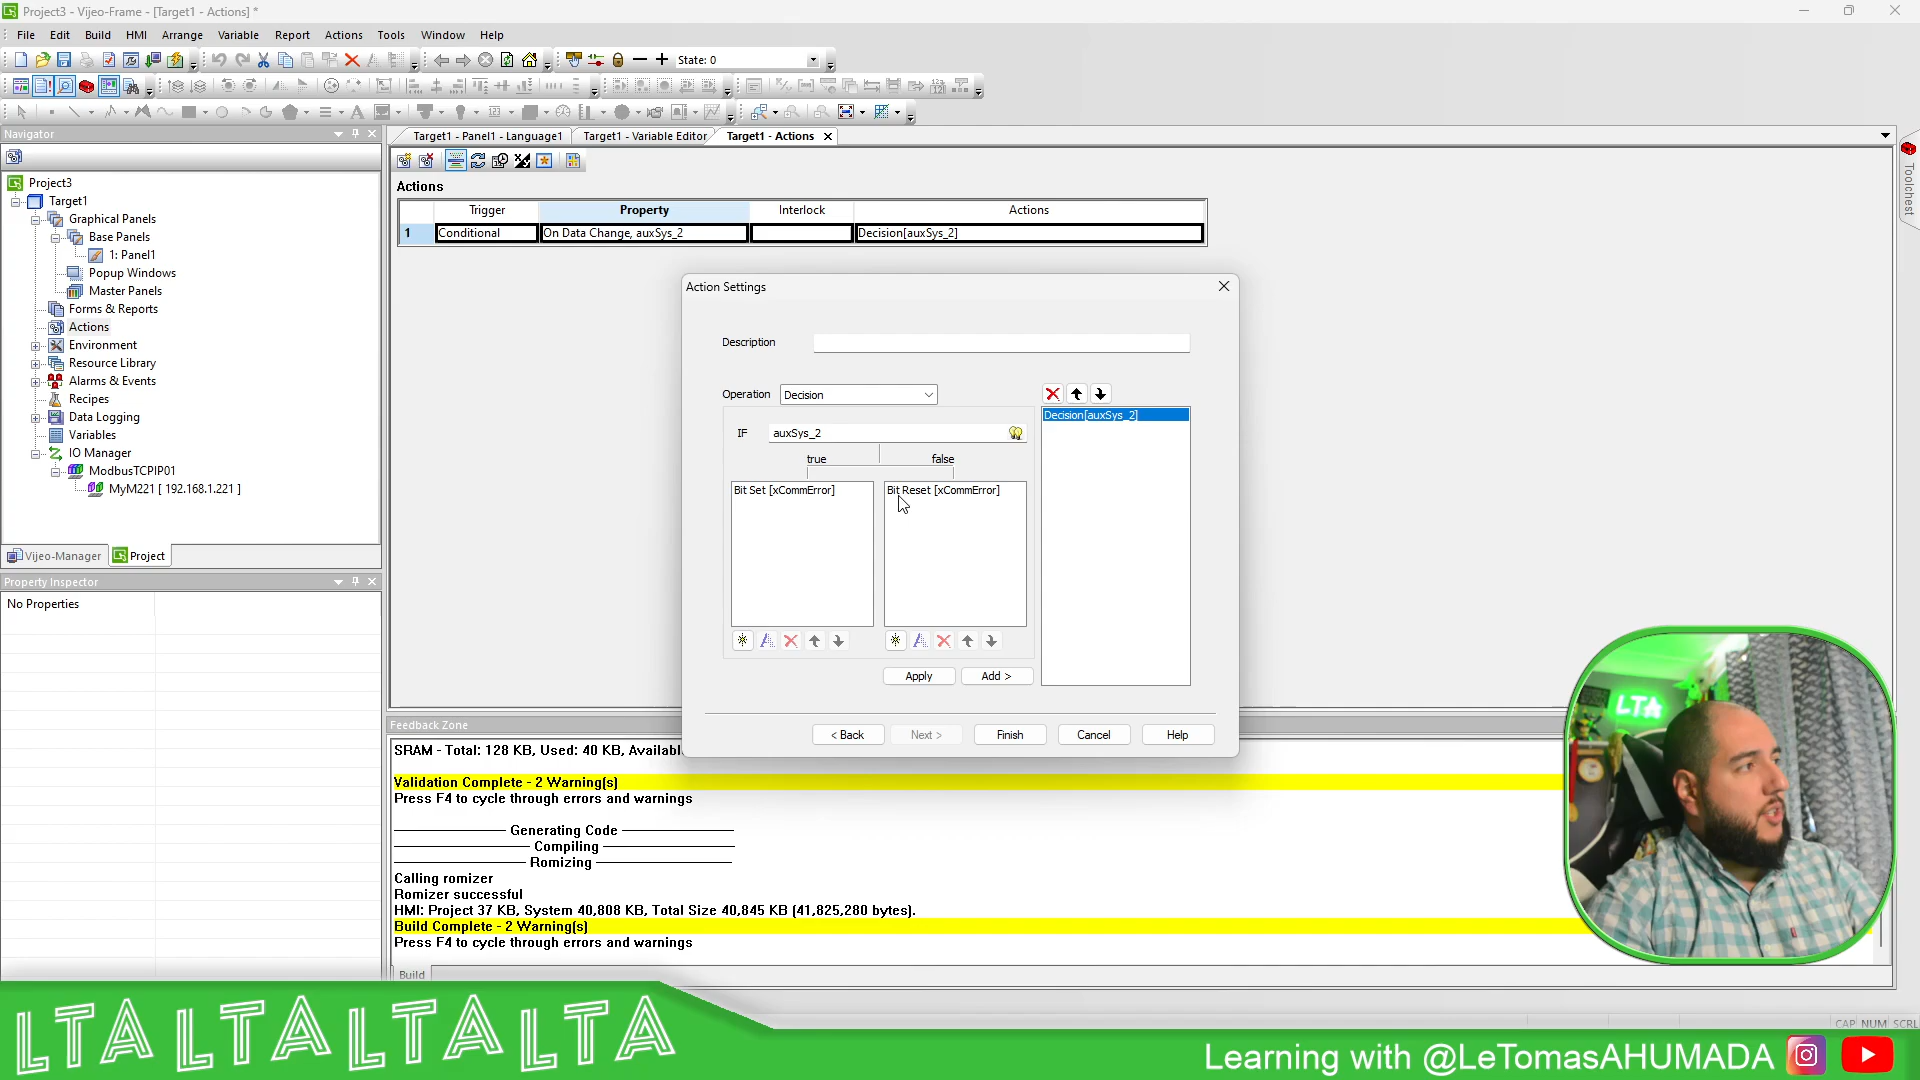 Project3 - Vijeo-Frame - [Target1 - Actions] *
File Edit Build HMI Arrange Variable Report Actions Tools Window Help
State: 0
Navigator
Project3
Target1
Graphical Panels
Base Panels
1: Panel1
Popup Windows
Master Panels
Forms & Reports
Actions
Environment
Resource Library
Alarms & Events
Recipes
Data Logging
Variables
IO Manager
ModbusTCPIP01
MyM221 [ 192.168.1.221 ]
Vijeo-Manager Project
Property Inspector
No Properties
Target1 - Panel1 - Language1 Target1 - Variable Editor Target1 - Actions
Toolchest
Actions
Trigger Property Interlock Actions
1 Conditional On Data Change, auxSys_2 Decision[auxSys_2]
Action Settings
Description
Operation Decision
IF auxSys_2
true false
Bit Set [xCommError] Bit Reset [xCommError]
Decision[auxSys_2]
Apply Add >
< Back Next > Finish Cancel Help
Feedback Zone
SRAM - Total: 128 KB, Used: 40 KB, Availabl
Validation Complete - 2 Warning(s)
Press F4 to cycle through errors and warnings
Generating Code
Compiling
Romizing
Calling romizer
Romizer successful
HMI: Project 37 KB, System 40,808 KB, Total Size 40,845 KB (41,825,280 bytes).
Build Complete - 2 Warning(s)
Press F4 to cycle through errors and warnings
Build
CAP NUM SCRL
LTA
LTALTALTALTA
Learning with @LeTomasAHUMADA